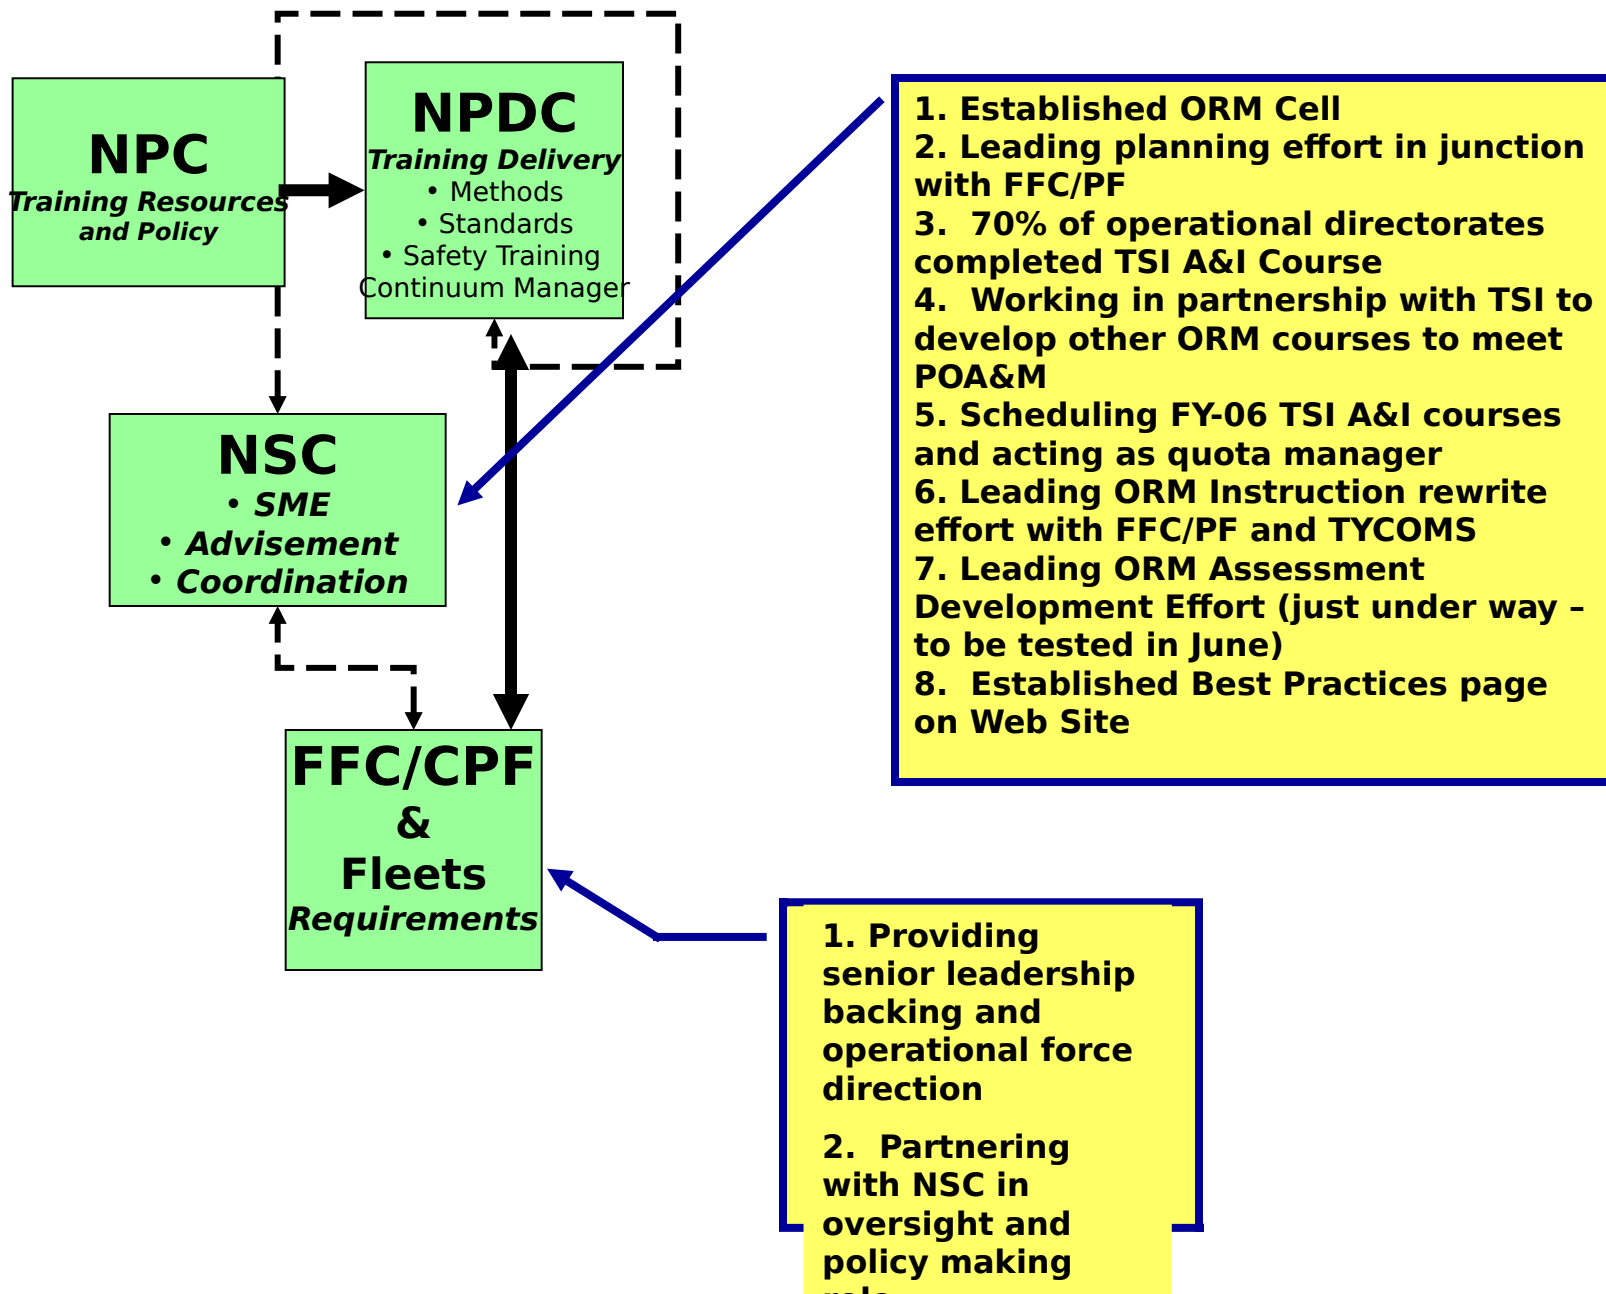 NPC
Training Resources
and Policy
NPDC
Training Delivery
• Methods
• Standards
• Safety Training
Continuum Manager
NSC
• SME
• Advisement
• Coordination
FFC/CPF
&
Fleets
Requirements
1. Established ORM Cell
2. Leading planning effort in junction
with FFC/PF
3.  70% of operational directorates
completed TSI A&I Course
4.  Working in partnership with TSI to
develop other ORM courses to meet
POA&M
5. Scheduling FY-06 TSI A&I courses
and acting as quota manager
6. Leading ORM Instruction rewrite
effort with FFC/PF and TYCOMS
7. Leading ORM Assessment
Development Effort (just under way –
to be tested in June)
8.  Established Best Practices page
on Web Site
1. Providing
senior leadership
backing and
operational force
direction
2.  Partnering
with NSC in
oversight and
policy making